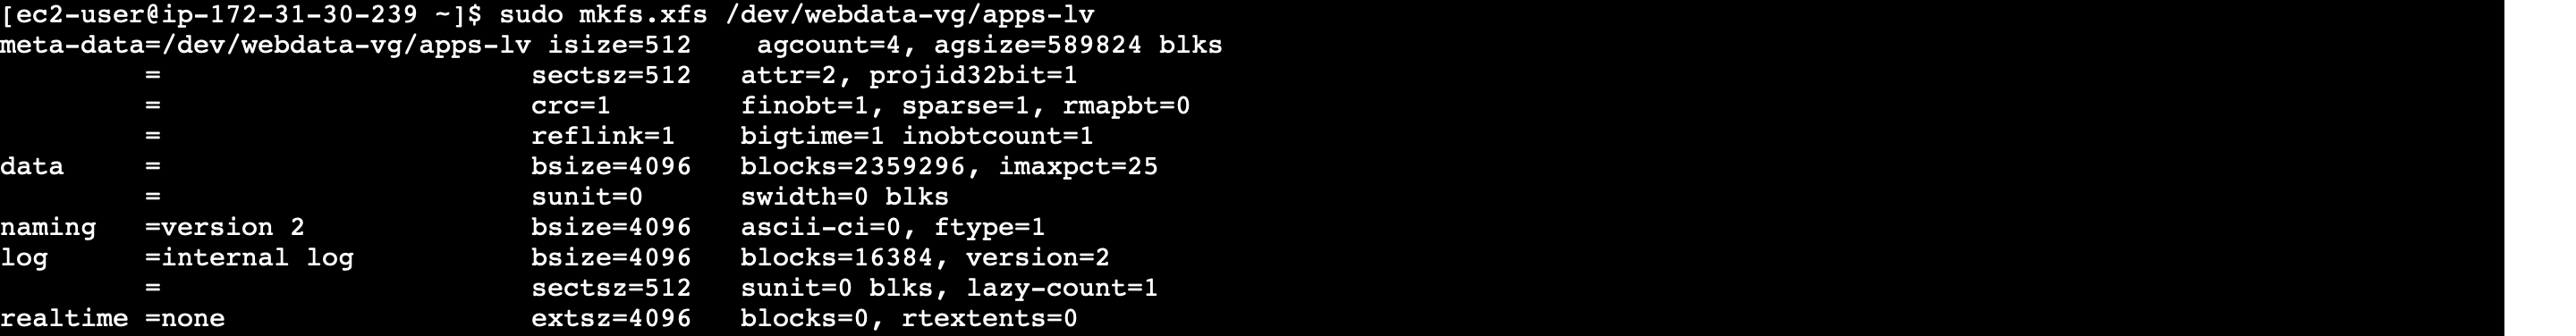 [ec2-user@ip-172-31-30-239 ~]$ sudo mkfs.xfs /dev/webdata-vg/apps-lv
meta-data=/dev/webdata-vg/apps-lv isize=512    agcount=4, agsize=589824 blks
         =                       sectsz=512   attr=2, projid32bit=1
         =                       crc=1        finobt=1, sparse=1, rmapbt=0
         =                       reflink=1    bigtime=1 inobtcount=1
data     =                       bsize=4096   blocks=2359296, imaxpct=25
         =                       sunit=0      swidth=0 blks
naming   =version 2              bsize=4096   ascii-ci=0, ftype=1
log      =internal log           bsize=4096   blocks=16384, version=2
         =                       sectsz=512   sunit=0 blks, lazy-count=1
realtime =none                   extsz=4096   blocks=0, rtextents=0